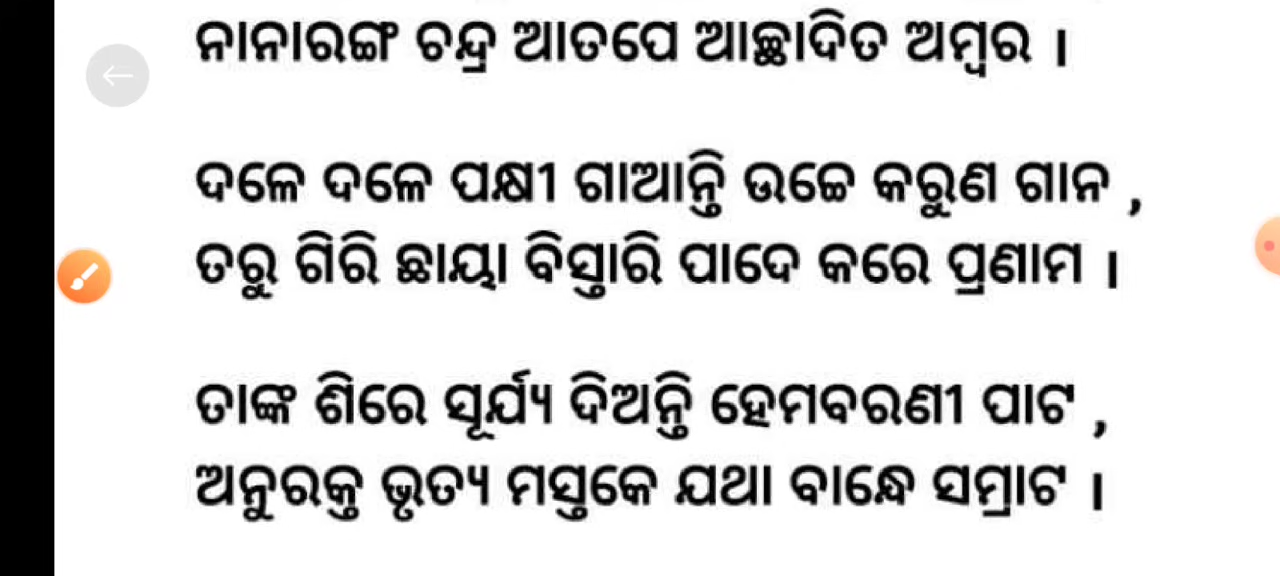 ନାନାରଙ୍ଗ ଚନ୍ଦ୍ର ଆତପେ ଆଚ୍ଛାଦିତ ଅମ୍ବର ।
ଦଳେ ଦଳେ ପକ୍ଷୀ ଗାଆନ୍ତି ଉଚ୍ଚେ କରୁଣ ଗାନ ,
ତରୁ ଗିରି ଛାୟା ବିସ୍ତାରି ପାଦେ କରେ ପ୍ରଣାମ ।
ତାଙ୍କ ଶିରେ ସୂର୍ଯ୍ୟ ଦିଅନ୍ତି ହେମବରଣୀ ପାଟ ,
ଅନୁରକ୍ତ ଭୃତ୍ୟ ମସ୍ତକେ ଯଥା ବାନ୍ଧେ ସମ୍ରାଟ ।